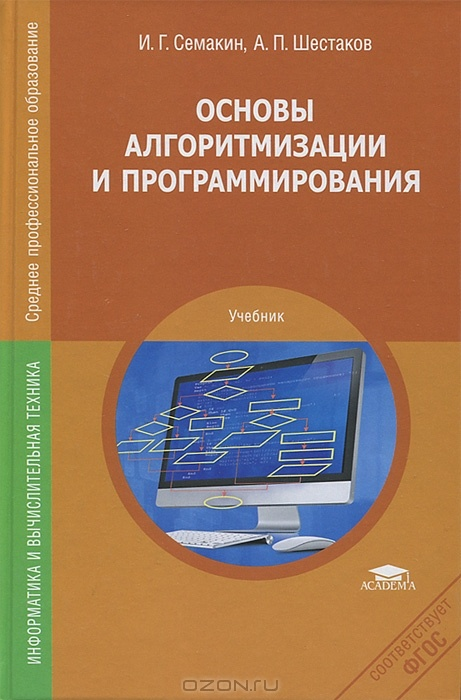 И. Г. Семакин, А. П. Шестаков
ОСНОВЫ
АЛГОРИТМИЗАЦИИ
И ПРОГРАММИРОВАНИЯ
Учебник
Среднее профессиональное образование
ИНФОРМАТИКА И ВЫЧИСЛИТЕЛЬНАЯ ТЕХНИКА
ACADEMA
соответствует
ФГОС
ozon.ru